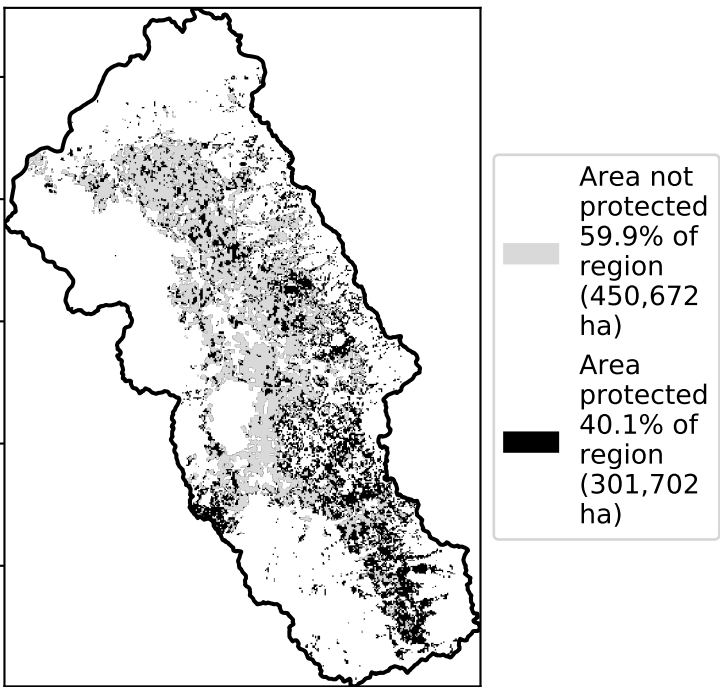 Area not
protected
59.9% of
region
(450,672
ha)
Area
protected
40.1% of
region
(301,702
ha)